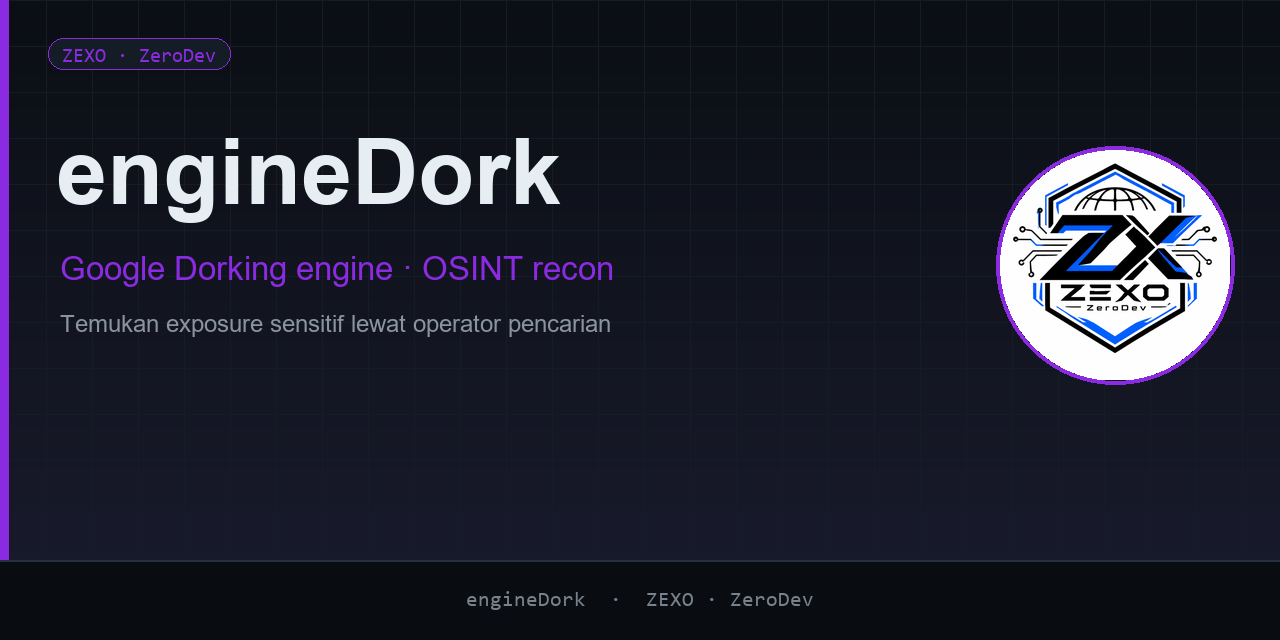 ZEXO · ZeroDev
engineDork
Google Dorking engine · OSINT recon
Temukan exposure sensitif lewat operator pencarian
ZX
ZEXO
ZeroDev
engineDork · ZEXO · ZeroDev